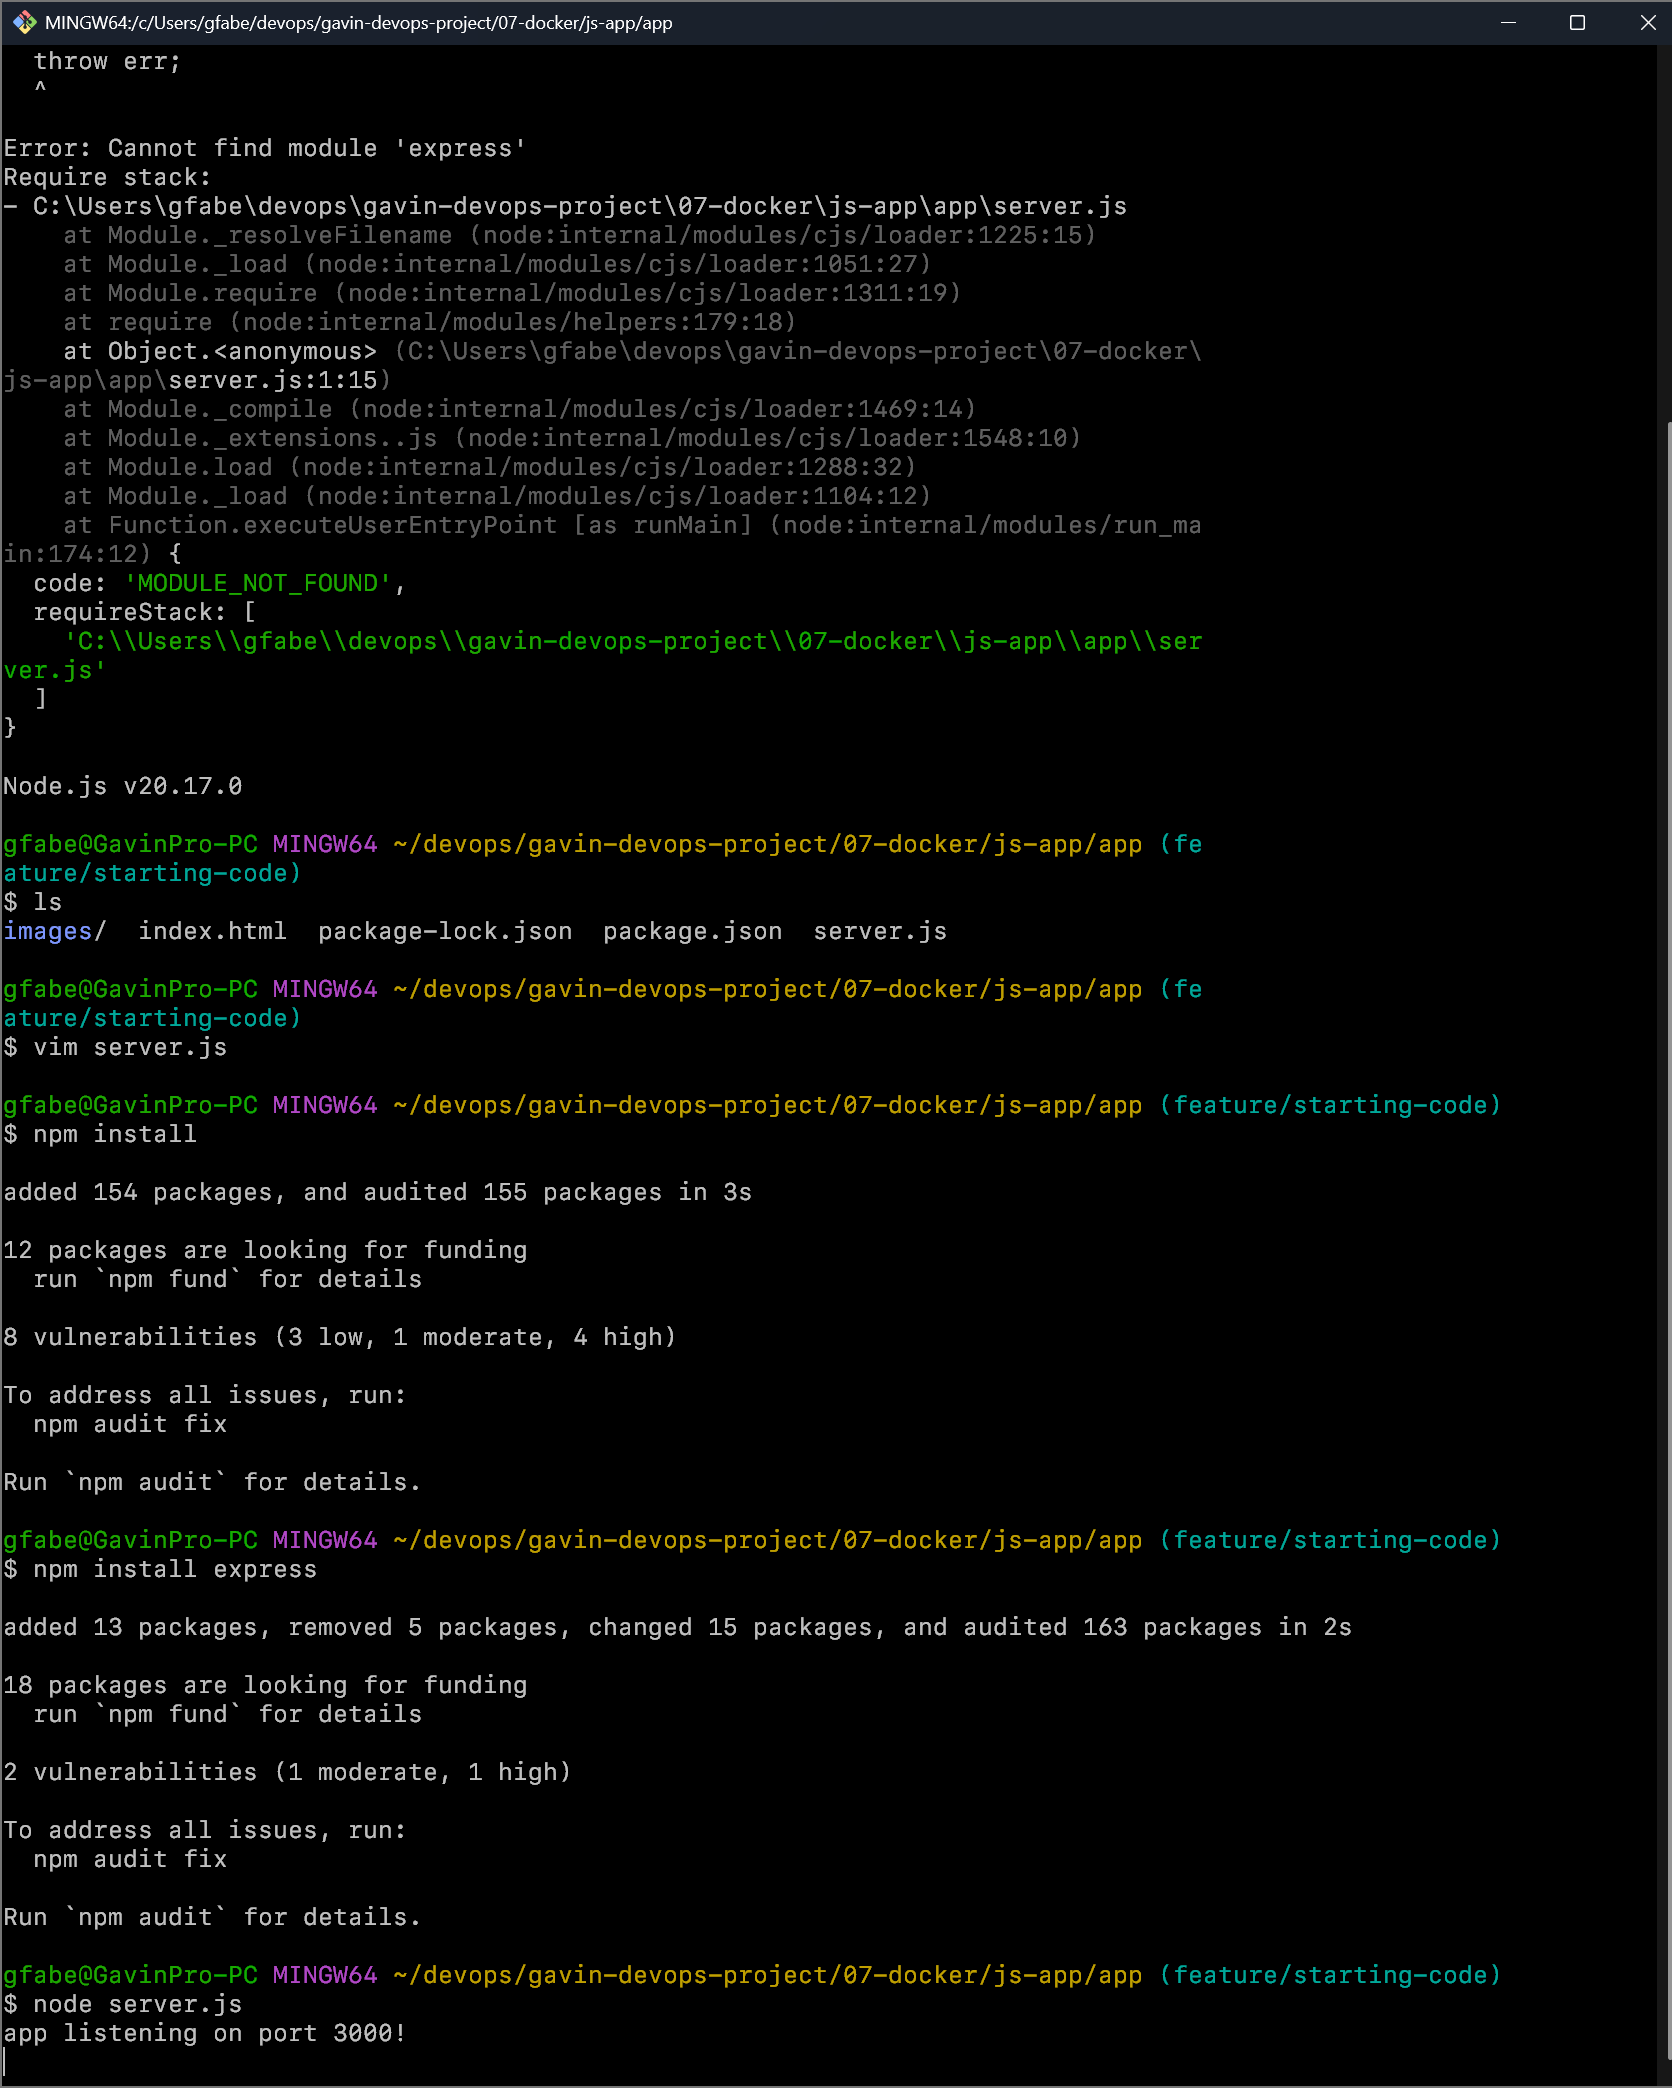 MINGW64:/c/Users/gfabe/devops/gavin-devops-project/07-docker/js-app/app
  throw err;
  ^

Error: Cannot find module 'express'
Require stack:
- C:\Users\gfabe\devops\gavin-devops-project\07-docker\js-app\app\server.js
    at Module._resolveFilename (node:internal/modules/cjs/loader:1225:15)
    at Module._load (node:internal/modules/cjs/loader:1051:27)
    at Module.require (node:internal/modules/cjs/loader:1311:19)
    at require (node:internal/modules/helpers:179:18)
    at Object.<anonymous> (C:\Users\gfabe\devops\gavin-devops-project\07-docker\
js-app\app\server.js:1:15)
    at Module._compile (node:internal/modules/cjs/loader:1469:14)
    at Module._extensions..js (node:internal/modules/cjs/loader:1548:10)
    at Module.load (node:internal/modules/cjs/loader:1288:32)
    at Module._load (node:internal/modules/cjs/loader:1104:12)
    at Function.executeUserEntryPoint [as runMain] (node:internal/modules/run_ma
in:174:12) {
  code: 'MODULE_NOT_FOUND',
  requireStack: [
    'C:\\Users\\gfabe\\devops\\gavin-devops-project\\07-docker\\js-app\\app\\ser
ver.js'
  ]
}

Node.js v20.17.0

gfabe@GavinPro-PC MINGW64 ~/devops/gavin-devops-project/07-docker/js-app/app (fe
ature/starting-code)
$ ls
images/  index.html  package-lock.json  package.json  server.js

gfabe@GavinPro-PC MINGW64 ~/devops/gavin-devops-project/07-docker/js-app/app (fe
ature/starting-code)
$ vim server.js

gfabe@GavinPro-PC MINGW64 ~/devops/gavin-devops-project/07-docker/js-app/app (feature/starting-code)
$ npm install

added 154 packages, and audited 155 packages in 3s

12 packages are looking for funding
  run `npm fund` for details

8 vulnerabilities (3 low, 1 moderate, 4 high)

To address all issues, run:
  npm audit fix

Run `npm audit` for details.

gfabe@GavinPro-PC MINGW64 ~/devops/gavin-devops-project/07-docker/js-app/app (feature/starting-code)
$ npm install express

added 13 packages, removed 5 packages, changed 15 packages, and audited 163 packages in 2s

18 packages are looking for funding
  run `npm fund` for details

2 vulnerabilities (1 moderate, 1 high)

To address all issues, run:
  npm audit fix

Run `npm audit` for details.

gfabe@GavinPro-PC MINGW64 ~/devops/gavin-devops-project/07-docker/js-app/app (feature/starting-code)
$ node server.js
app listening on port 3000!